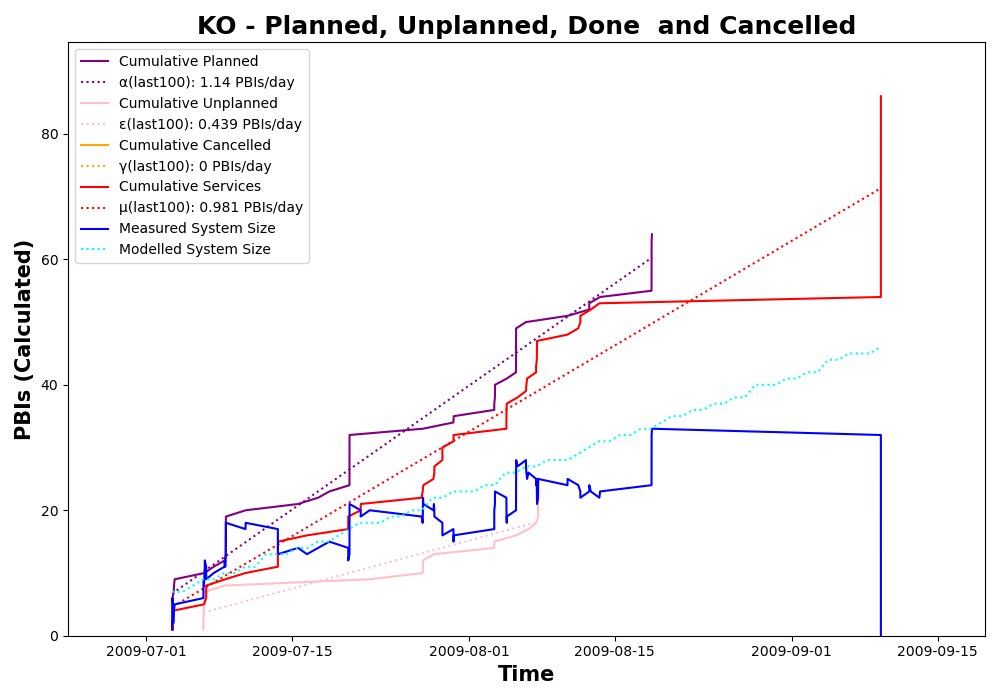 KO - Planned, Unplanned, Done  and Cancelled
Cumulative Planned
α(last100): 1.14 PBIs/day
Cumulative Unplanned
ε(last100): 0.439 PBIs/day
Cumulative Cancelled
γ(last100): 0 PBIs/day
Cumulative Services
μ(last100): 0.981 PBIs/day
Measured System Size
Modelled System Size
PBIs (Calculated)
80
60
40
20
0
2009-07-01 2009-07-15 2009-08-01 2009-08-15 2009-09-01 2009-09-15
Time